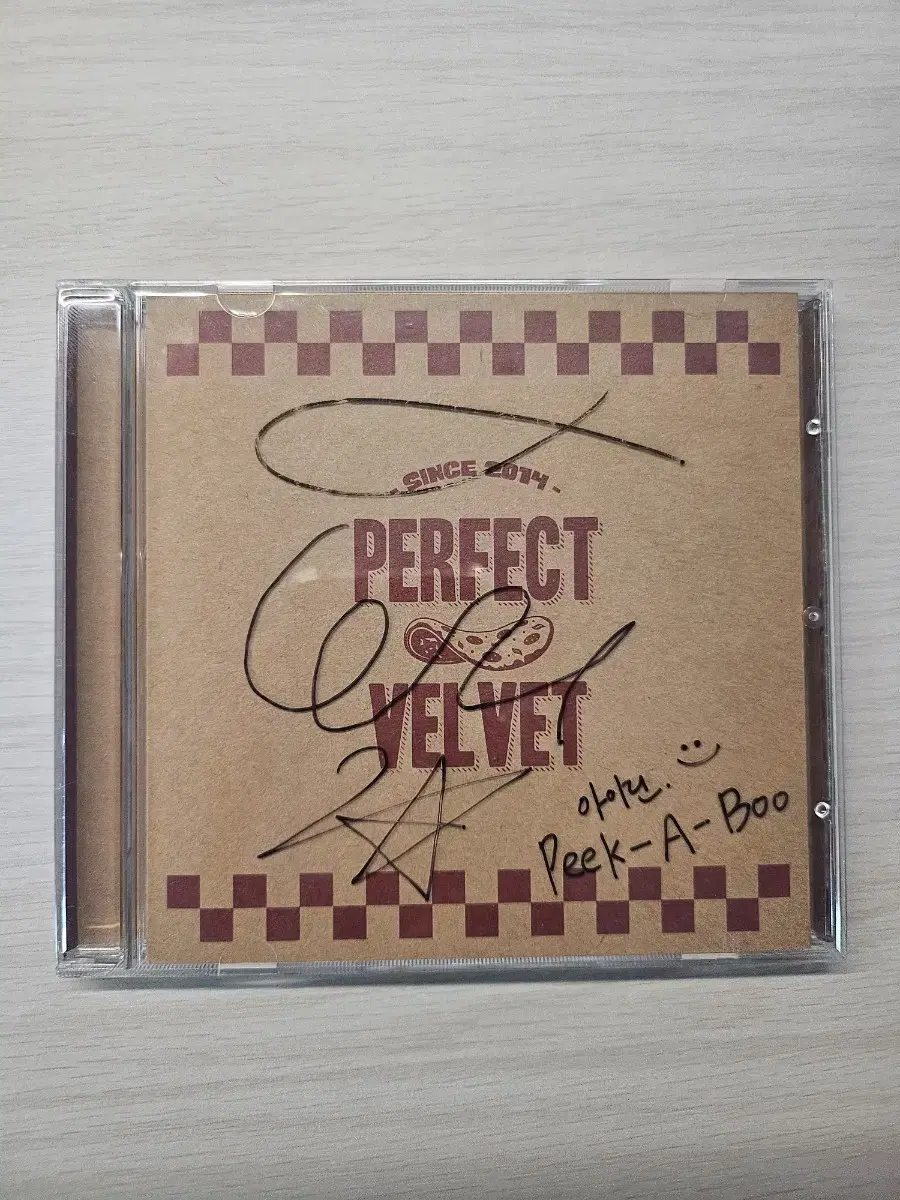 - SINCE 2014 -
PERFECT
VELVET
아이린.
Peek-A-Boo